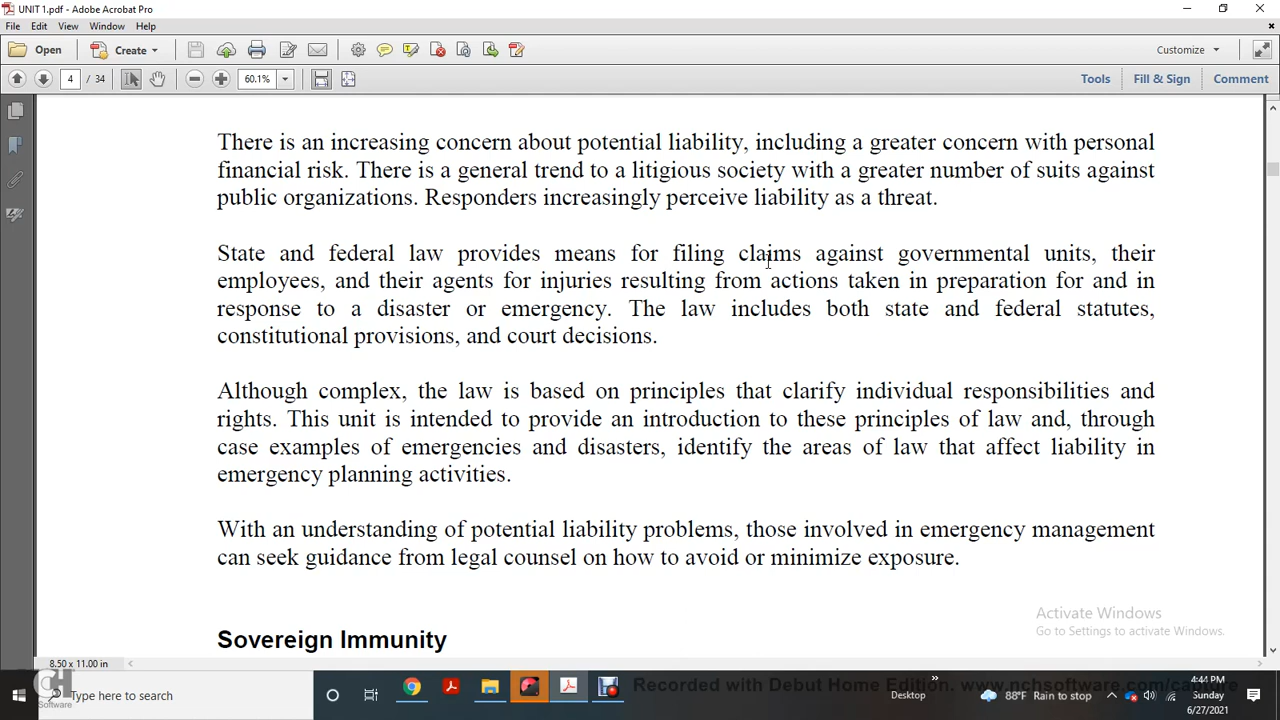 UNIT 1.pdf - Adobe Acrobat Pro
File Edit View Window Help
Open Create Customize
4 / 34 60.1% Tools Fill & Sign Comment
There is an increasing concern about potential liability, including a greater concern with personal
financial risk. There is a general trend to a litigious society with a greater number of suits against
public organizations. Responders increasingly perceive liability as a threat.
State and federal law provides means for filing claims against governmental units, their
employees, and their agents for injuries resulting from actions taken in preparation for and in
response to a disaster or emergency. The law includes both state and federal statutes,
constitutional provisions, and court decisions.
Although complex, the law is based on principles that clarify individual responsibilities and
rights. This unit is intended to provide an introduction to these principles of law and, through
case examples of emergencies and disasters, identify the areas of law that affect liability in
emergency planning activities.
With an understanding of potential liability problems, those involved in emergency management
can seek guidance from legal counsel on how to avoid or minimize exposure.
Activate Windows
Go to Settings to activate Windows.
Sovereign Immunity
8.50 x 11.00 in
CH
Software
Type here to search
Recorded with Debut Home Edition. www.nchsoftware.com/capture
Desktop
88°F Rain to stop
4:44 PM
Sunday
6/27/2021